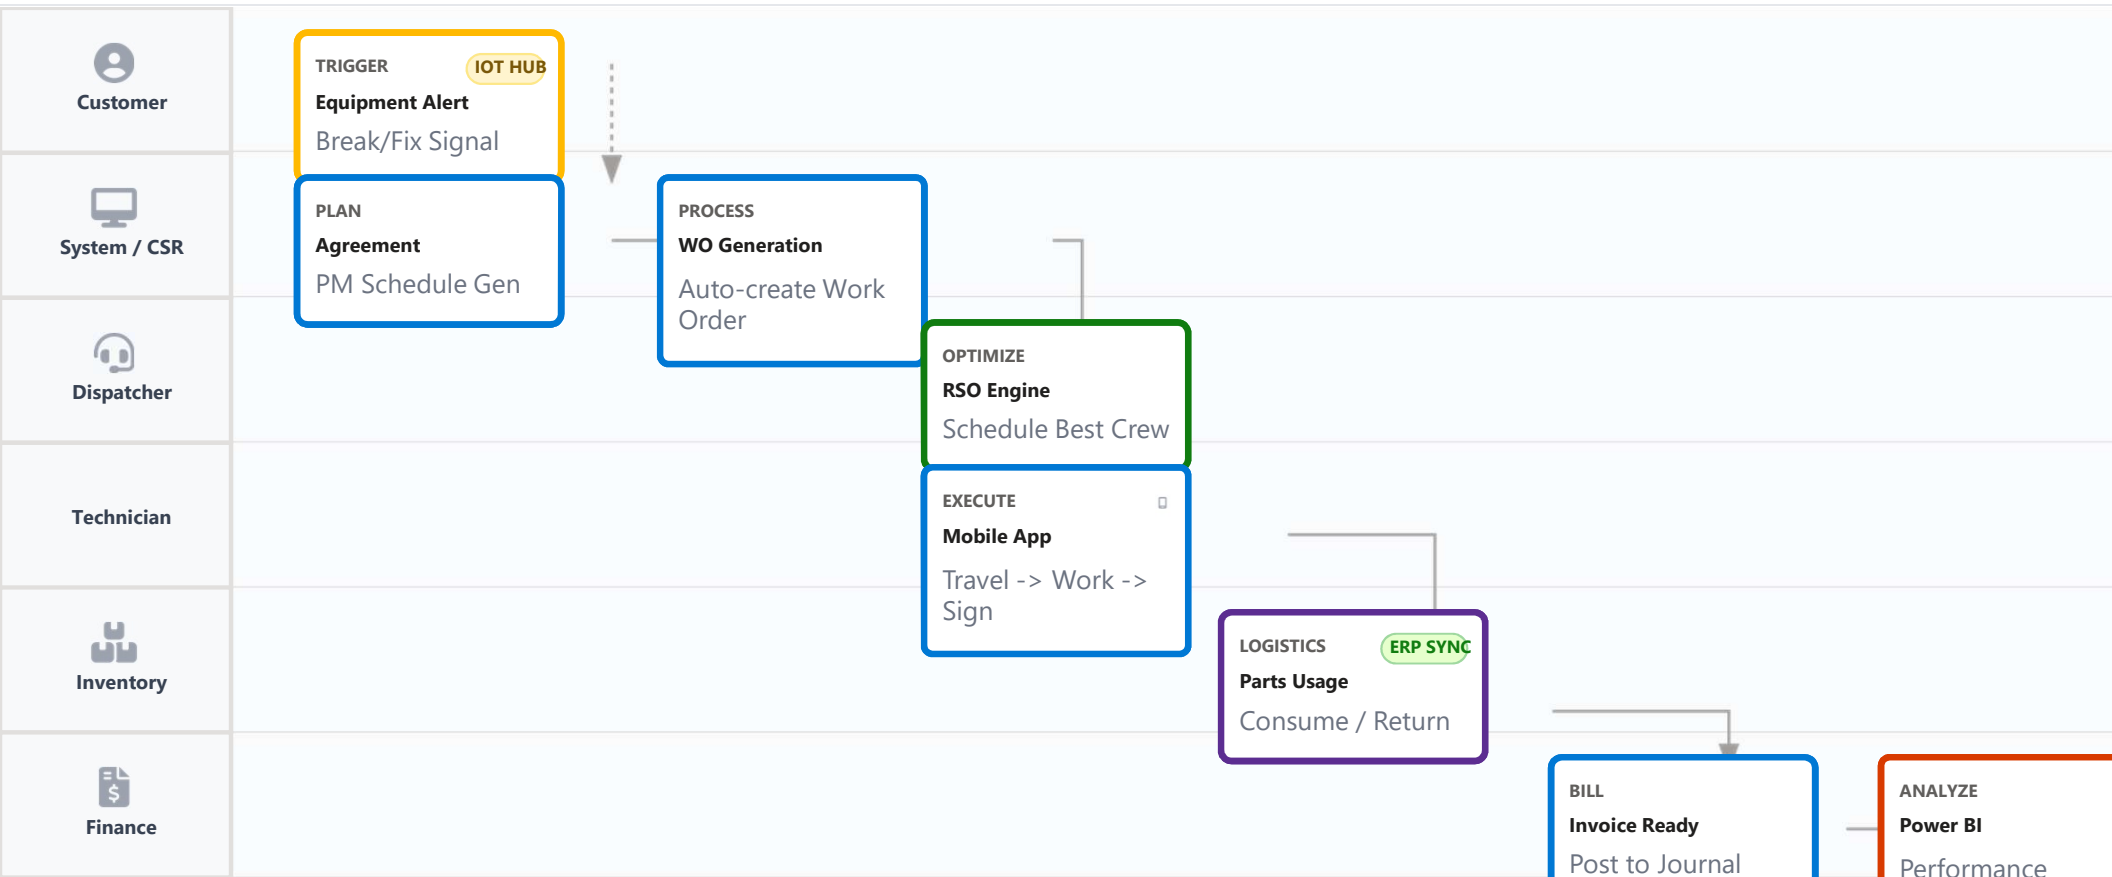 Customer
TRIGGER
IOT HUB
Equipment Alert
Break/Fix Signal
System / CSR
PLAN
Agreement
PM Schedule Gen
PROCESS
WO Generation
Auto-create Work
Order
Dispatcher
OPTIMIZE
RSO Engine
Schedule Best Crew
Technician
EXECUTE
Mobile App
Travel -> Work ->
Sign
Inventory
LOGISTICS
ERP SYNC
Parts Usage
Consume / Return
Finance
BILL
Invoice Ready
Post to Journal
ANALYZE
Power BI
Performance